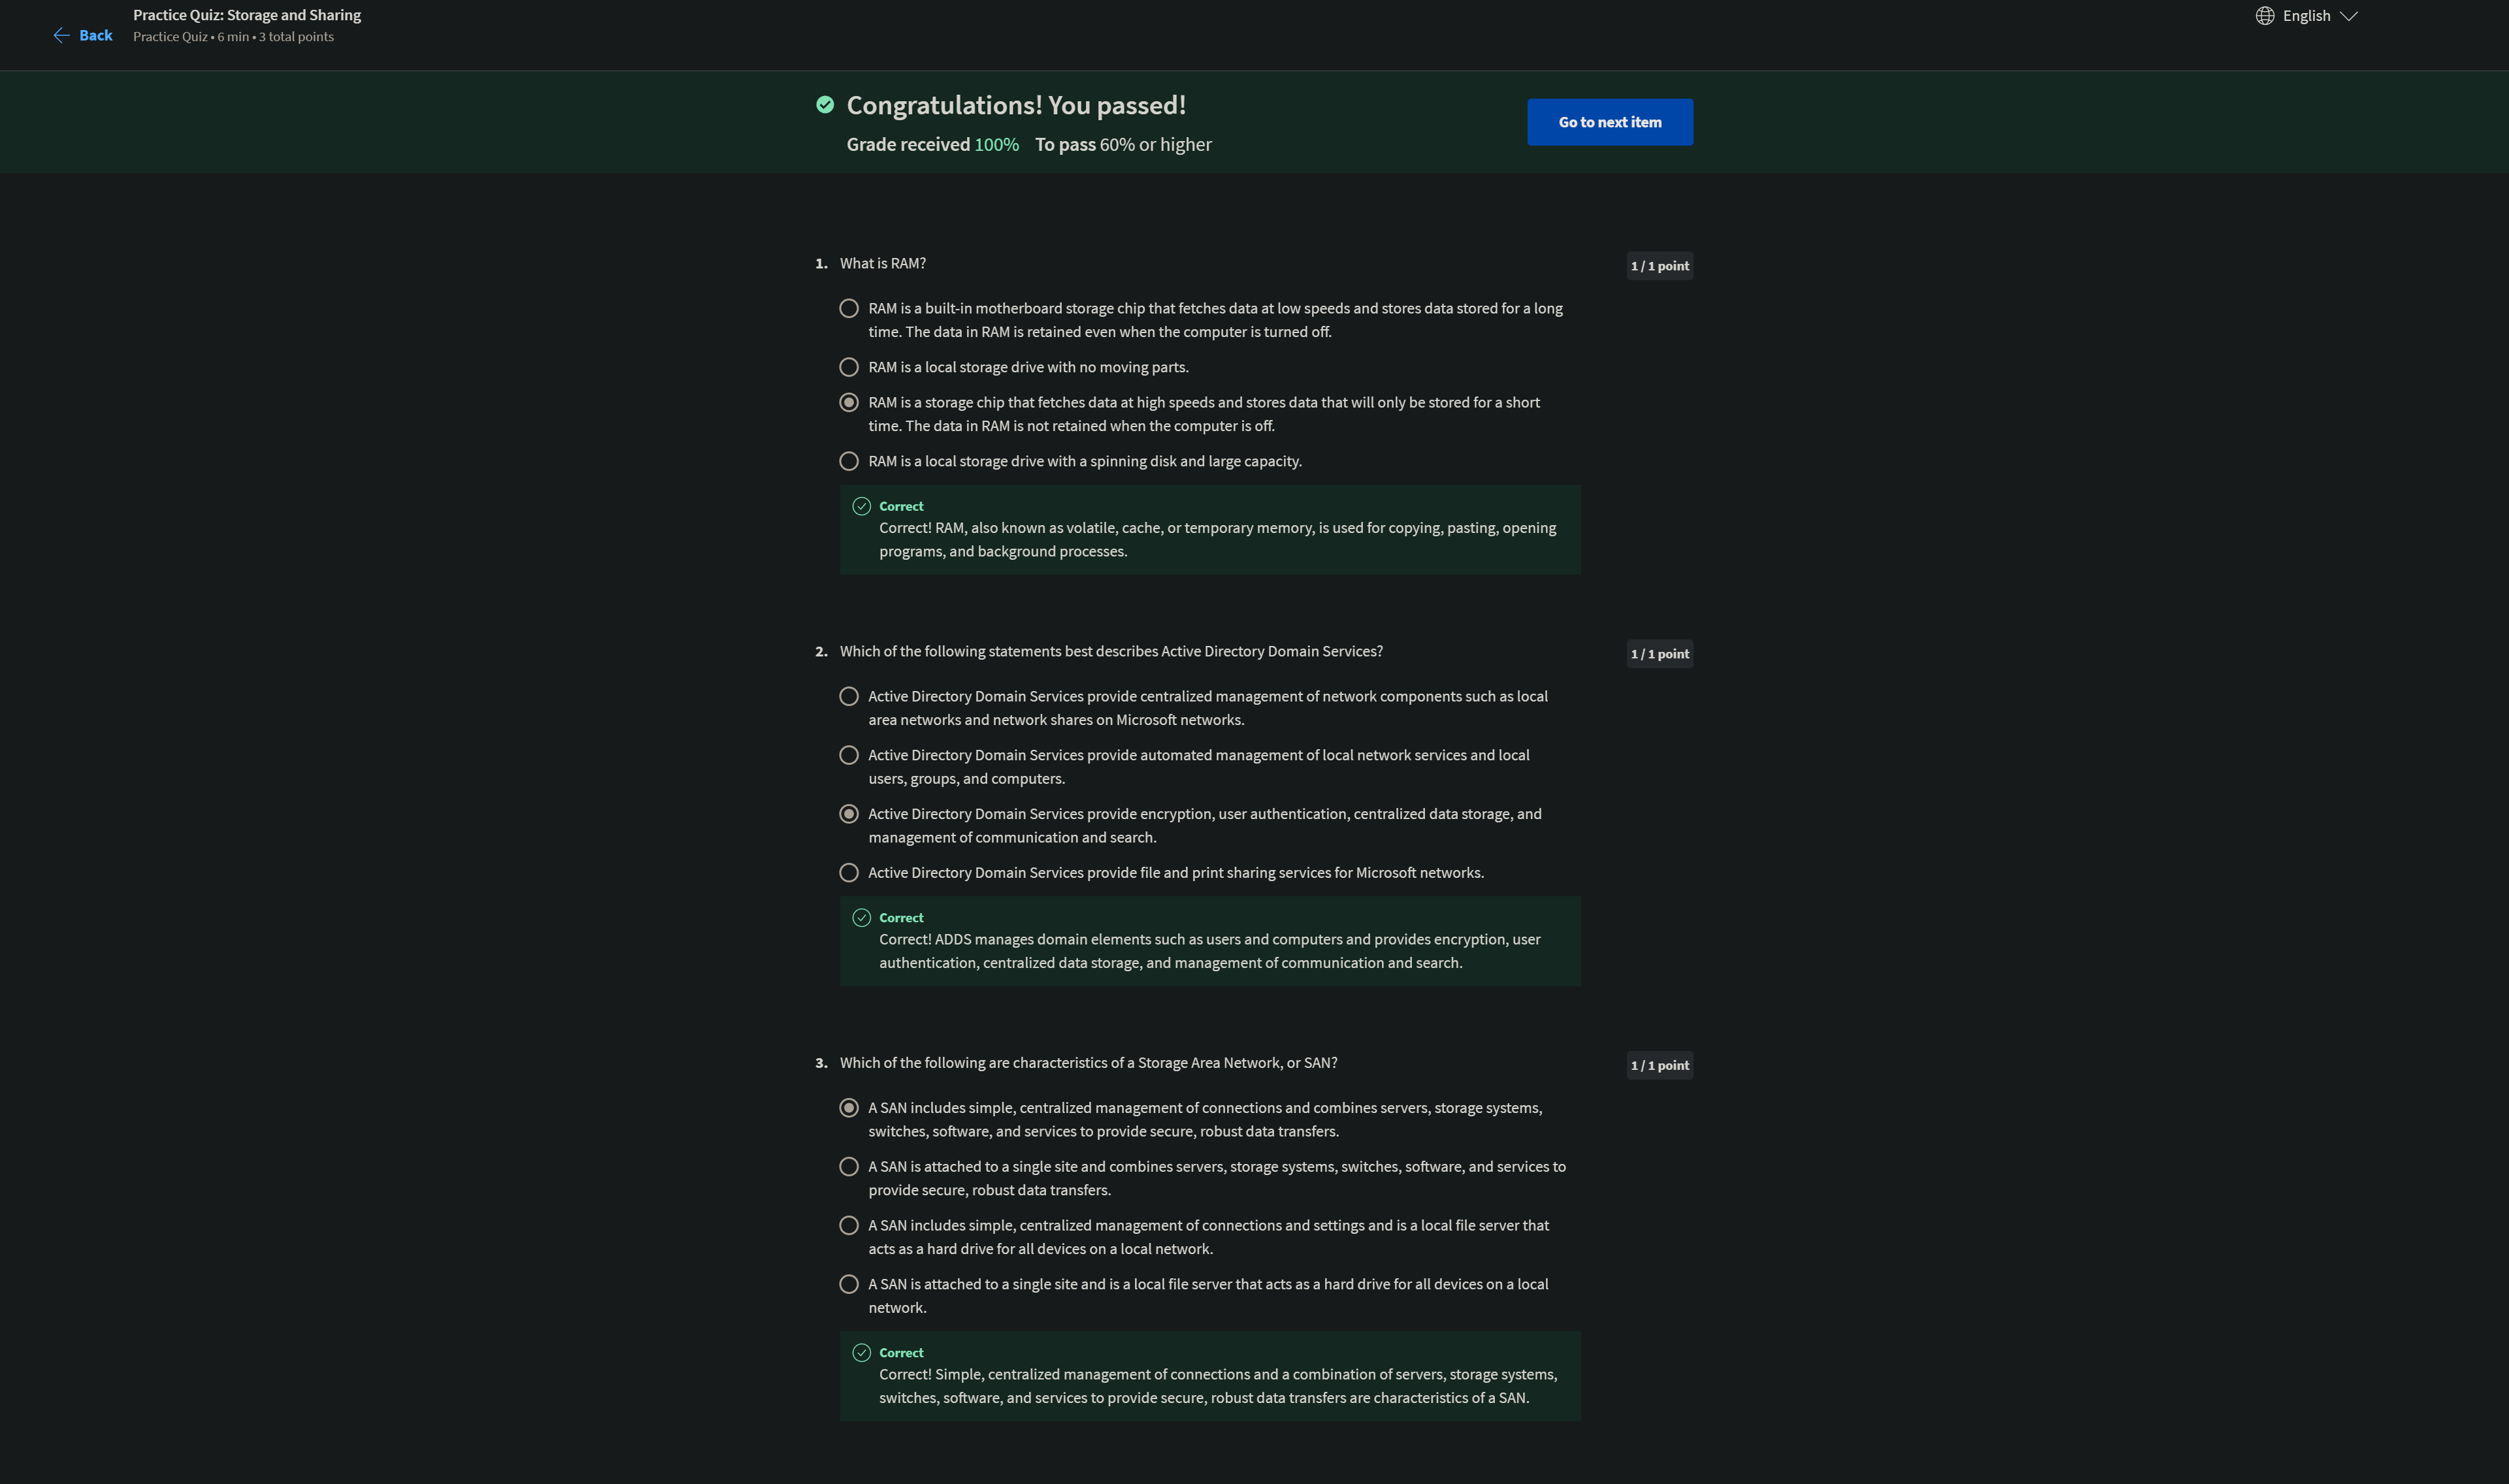 Practice Quiz: Storage and Sharing
Back
Practice Quiz • 6 min • 3 total points
English
Congratulations! You passed!
Grade received 100% To pass 60% or higher
Go to next item
1. What is RAM?
1 / 1 point
RAM is a built-in motherboard storage chip that fetches data at low speeds and stores data stored for a long
time. The data in RAM is retained even when the computer is turned off.
RAM is a local storage drive with no moving parts.
RAM is a storage chip that fetches data at high speeds and stores data that will only be stored for a short
time. The data in RAM is not retained when the computer is off.
RAM is a local storage drive with a spinning disk and large capacity.
Correct
Correct! RAM, also known as volatile, cache, or temporary memory, is used for copying, pasting, opening
programs, and background processes.
2. Which of the following statements best describes Active Directory Domain Services?
1 / 1 point
Active Directory Domain Services provide centralized management of network components such as local
area networks and network shares on Microsoft networks.
Active Directory Domain Services provide automated management of local network services and local
users, groups, and computers.
Active Directory Domain Services provide encryption, user authentication, centralized data storage, and
management of communication and search.
Active Directory Domain Services provide file and print sharing services for Microsoft networks.
Correct
Correct! ADDS manages domain elements such as users and computers and provides encryption, user
authentication, centralized data storage, and management of communication and search.
3. Which of the following are characteristics of a Storage Area Network, or SAN?
1 / 1 point
A SAN includes simple, centralized management of connections and combines servers, storage systems,
switches, software, and services to provide secure, robust data transfers.
A SAN is attached to a single site and combines servers, storage systems, switches, software, and services to
provide secure, robust data transfers.
A SAN includes simple, centralized management of connections and settings and is a local file server that
acts as a hard drive for all devices on a local network.
A SAN is attached to a single site and is a local file server that acts as a hard drive for all devices on a local
network.
Correct
Correct! Simple, centralized management of connections and a combination of servers, storage systems,
switches, software, and services to provide secure, robust data transfers are characteristics of a SAN.